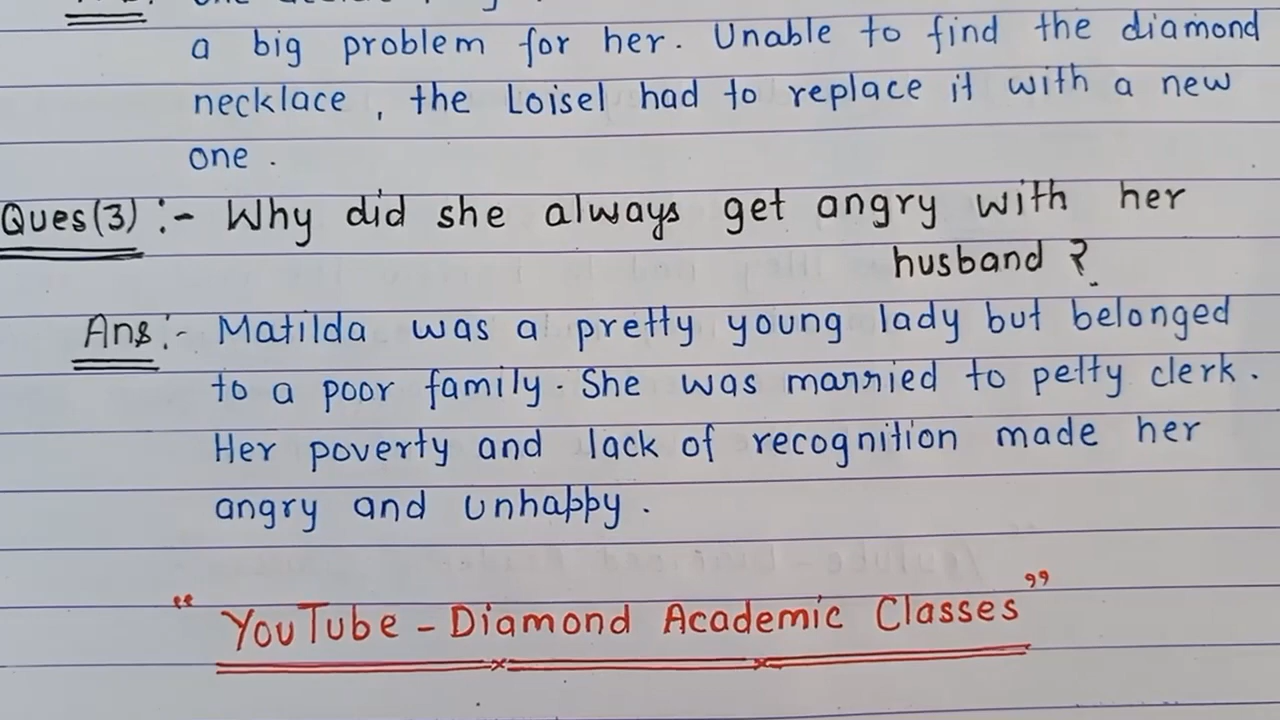 a big problem for her. Unable to find the diamond
necklace, the Loisel had to replace it with a new
one.
Ques(3) :- Why did she always get angry with her
husband ?
Ans:- Matilda was a pretty young lady but belonged
to a poor family. She was married to petty clerk.
Her poverty and lack of recognition made her
angry and unhappy.
"YouTube - Diamond Academic Classes"